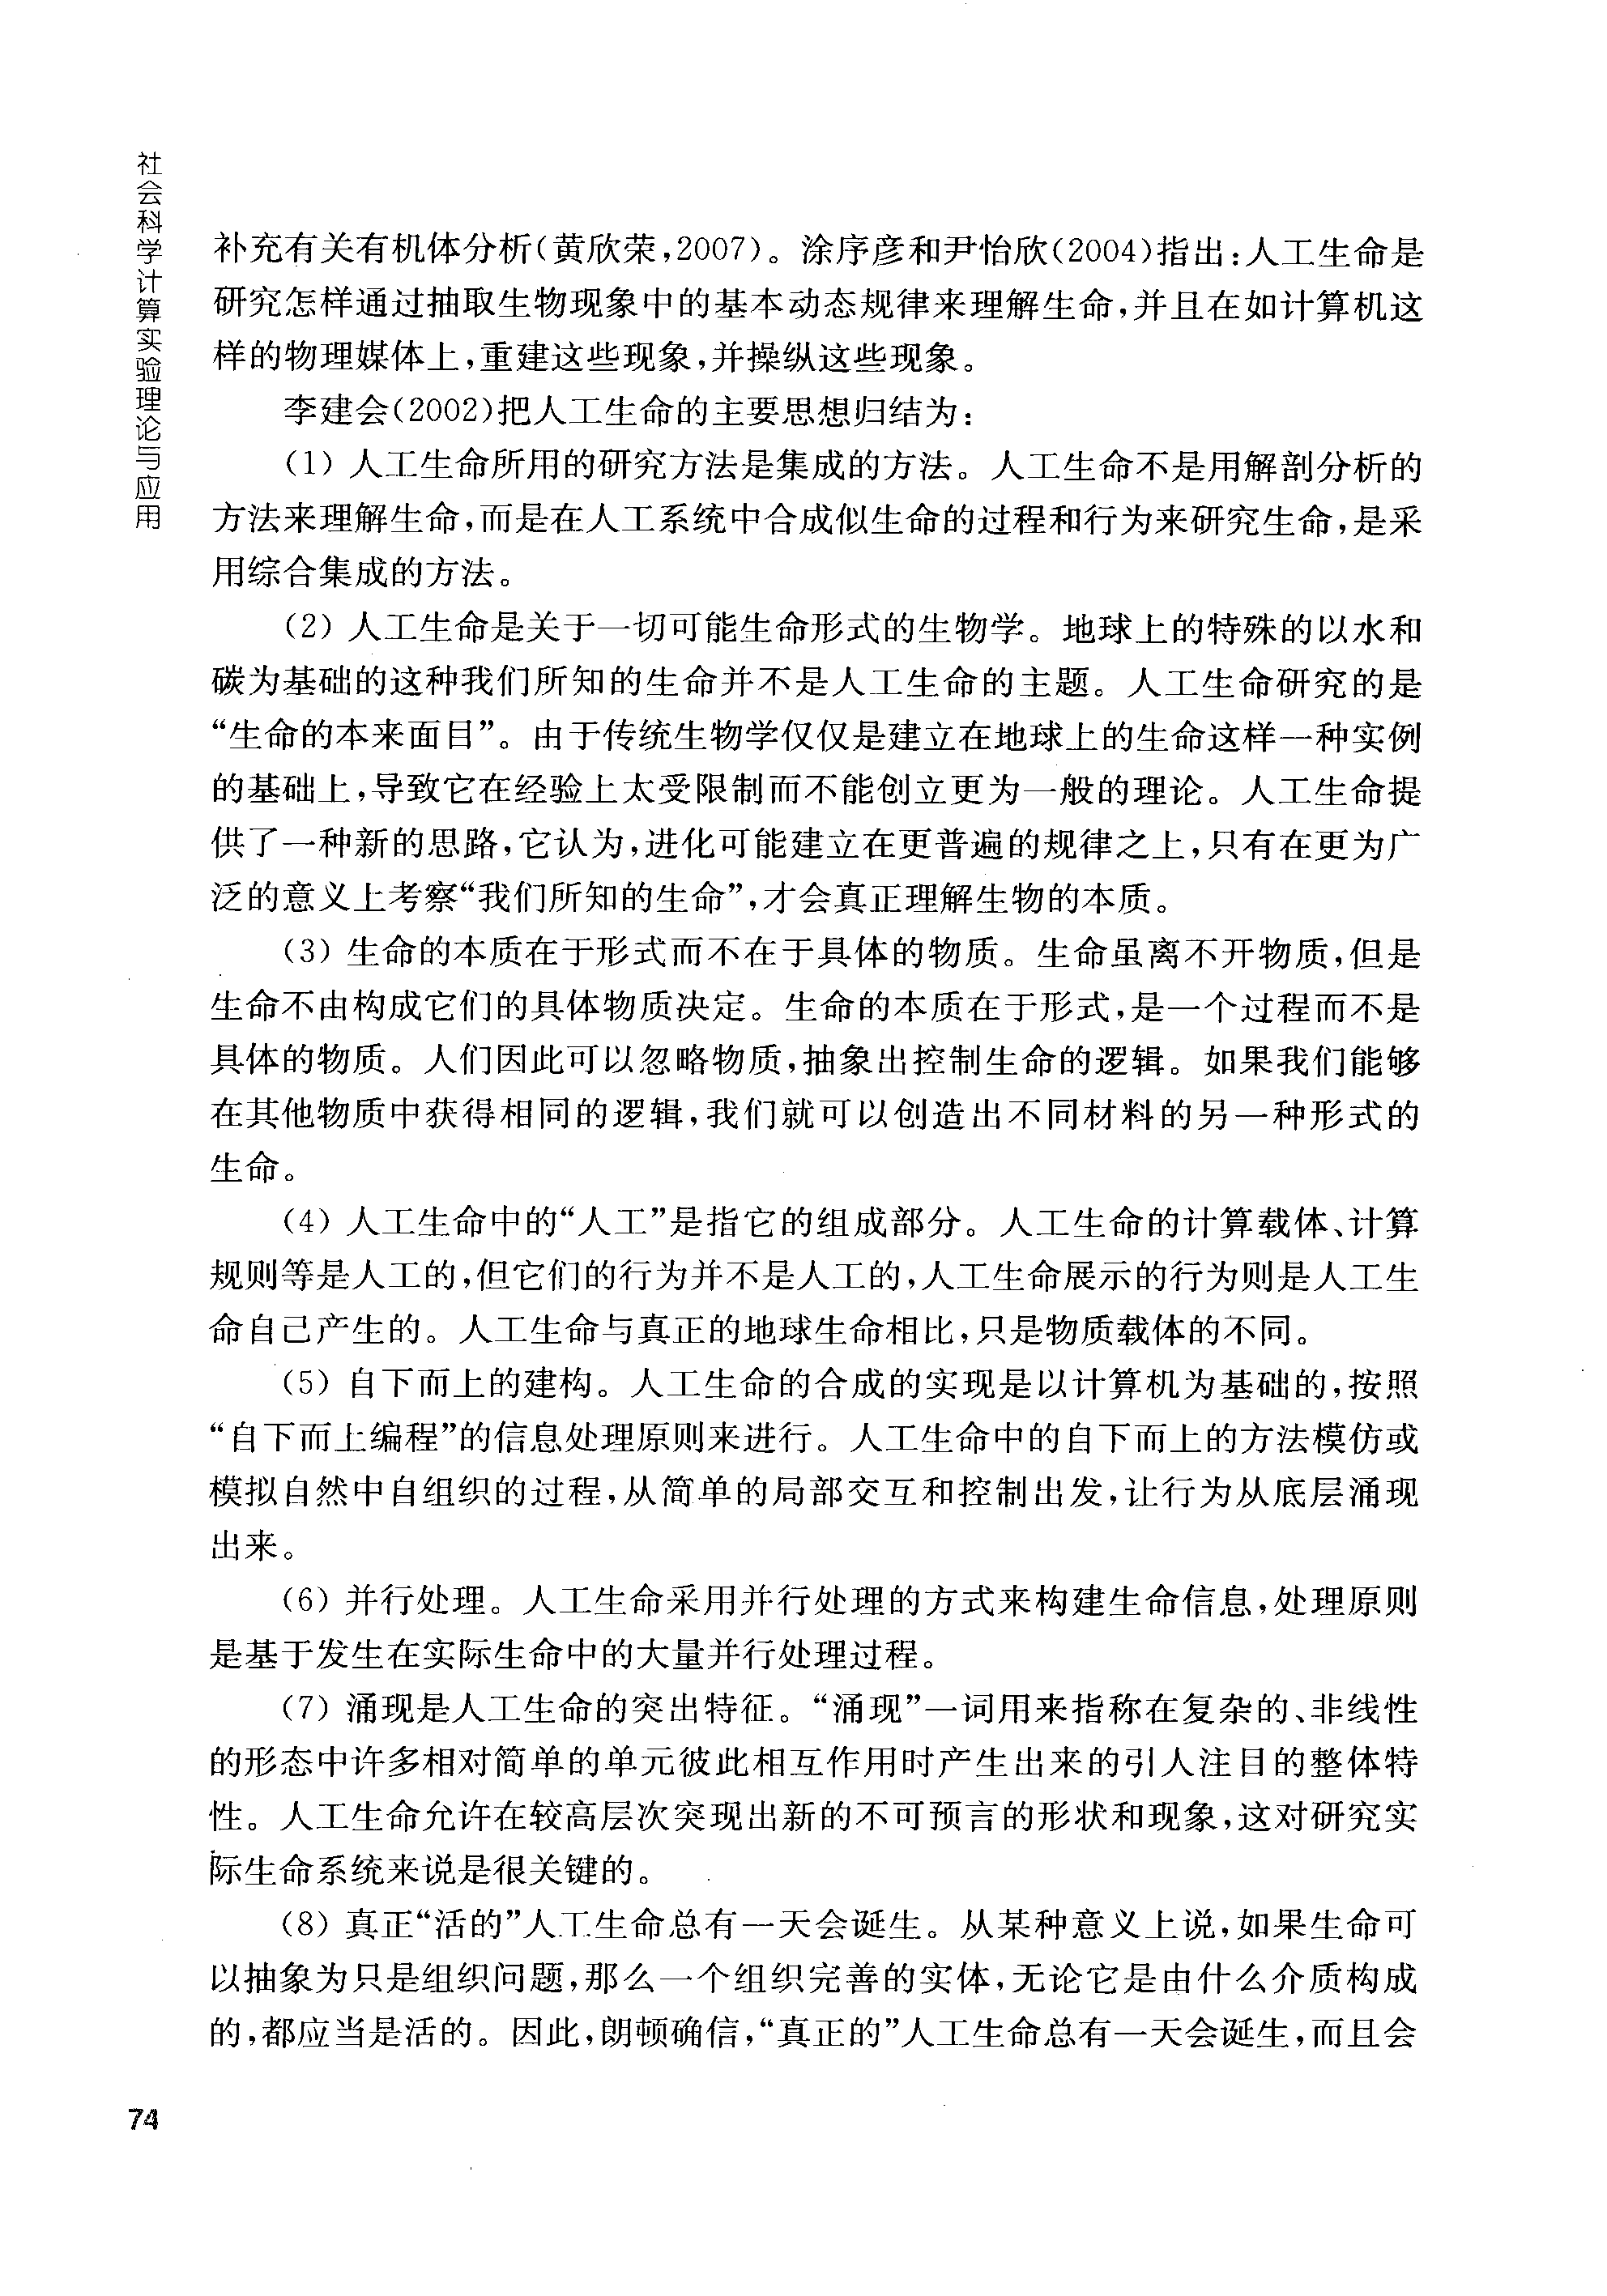 社会科学计算实验理论与应用
补充有关有机体分析(黄欣荣,2007)。涂序彦和尹怡欣(2004)指出:人工生命是
研究怎样通过抽取生物现象中的基本动态规律来理解生命,并且在如计算机这
样的物理媒体上,重建这些现象,并操纵这些现象。
李建会(2002)把人工生命的主要思想归结为:
(1) 人工生命所用的研究方法是集成的方法。人工生命不是用解剖分析的
方法来理解生命,而是在人工系统中合成似生命的过程和行为来研究生命,是采
用综合集成的方法。
(2) 人工生命是关于一切可能生命形式的生物学。地球上的特殊的以水和
碳为基础的这种我们所知的生命并不是人工生命的主题。人工生命研究的是
“生命的本来面目”。由于传统生物学仅仅是建立在地球上的生命这样一种实例
的基础上,导致它在经验上太受限制而不能创立更为一般的理论。人工生命提
供了一种新的思路,它认为,进化可能建立在更普遍的规律之上,只有在更为广
泛的意义上考察“我们所知的生命”,才会真正理解生物的本质。
(3) 生命的本质在于形式而不在于具体的物质。生命虽离不开物质,但是
生命不由构成它们的具体物质决定。生命的本质在于形式,是一个过程而不是
具体的物质。人们因此可以忽略物质,抽象出控制生命的逻辑。如果我们能够
在其他物质中获得相同的逻辑,我们就可以创造出不同材料的另一种形式的
生命。
(4) 人工生命中的“人工”是指它的组成部分。人工生命的计算载体、计算
规则等是人工的,但它们的行为并不是人工的,人工生命展示的行为则是人工生
命自己产生的。人工生命与真正的地球生命相比,只是物质载体的不同。
(5) 自下而上的建构。人工生命的合成的实现是以计算机为基础的,按照
“自下而上编程”的信息处理原则来进行。人工生命中的自下而上的方法模仿或
模拟自然中自组织的过程,从简单的局部交互和控制出发,让行为从底层涌现
出来。
(6) 并行处理。人工生命采用并行处理的方式来构建生命信息,处理原则
是基于发生在实际生命中的大量并行处理过程。
(7) 涌现是人工生命的突出特征。“涌现”一词用来指称在复杂的、非线性
的形态中许多相对简单的单元彼此相互作用时产生出来的引人注目的整体特
性。人工生命允许在较高层次突现出新的不可预言的形状和现象,这对研究实
际生命系统来说是很关键的。
(8) 真正“活的”人工生命总有一天会诞生。从某种意义上说,如果生命可
以抽象为只是组织问题,那么一个组织完善的实体,无论它是由什么介质构成
的,都应当是活的。因此,朗顿确信,“真正的”人工生命总有一天会诞生,而且会
74